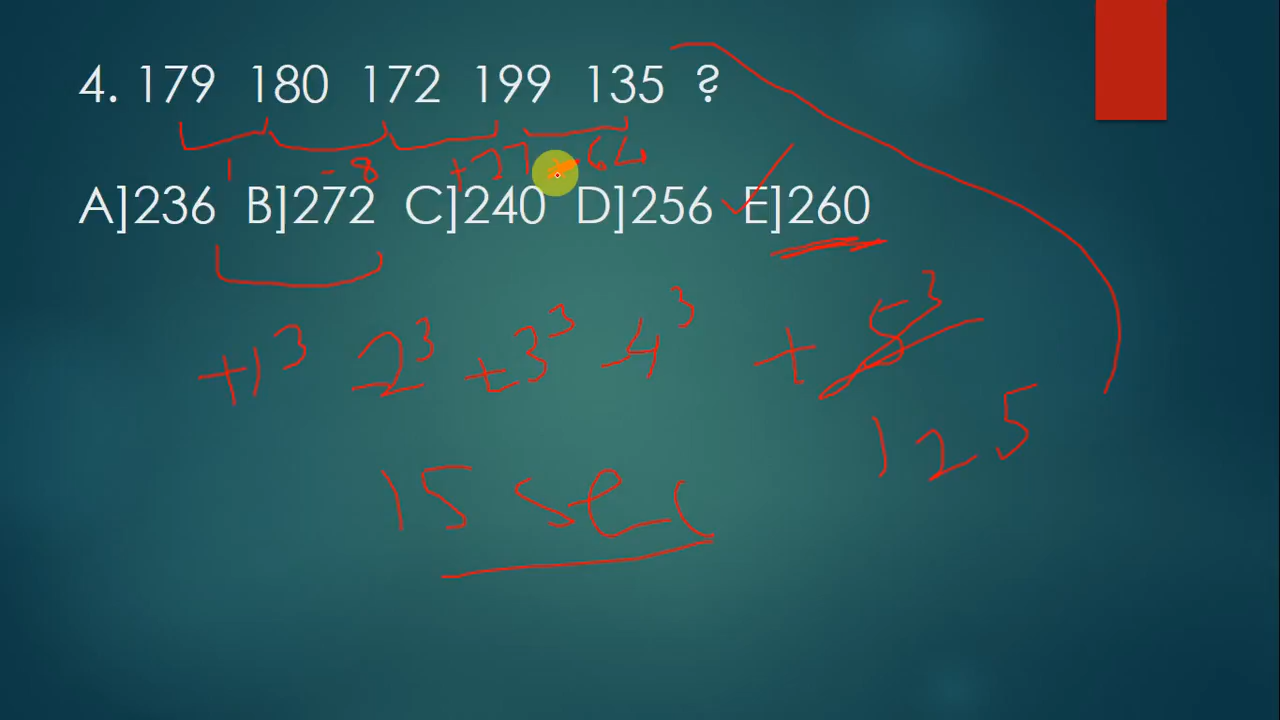 4. 179 180 172 199 135 ?
1 -8 +27 -64
A]236 B]272 C]240 D]256 E]260
+1³ -2³ +3³ -4³ +5³
125
15 sec